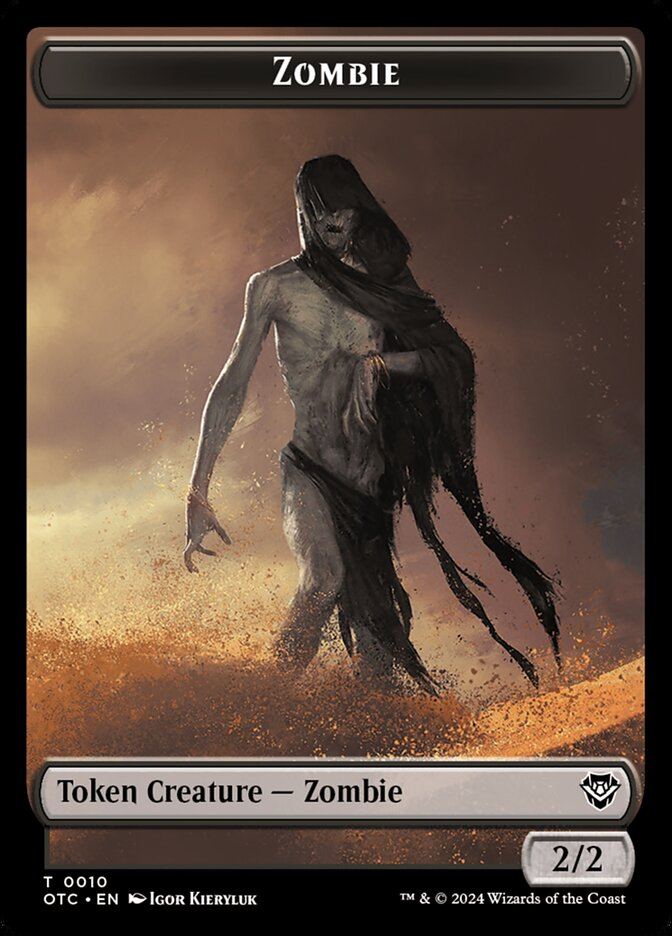 Zombie
Token Creature — Zombie
2/2
T 0010
OTC • EN Igor Kieryluk
™ & © 2024 Wizards of the Coast